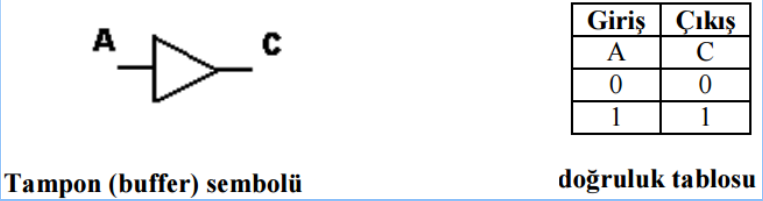 A
C
Giriş Çıkış
A C
0 0
1 1
Tampon (buffer) sembolü
doğruluk tablosu